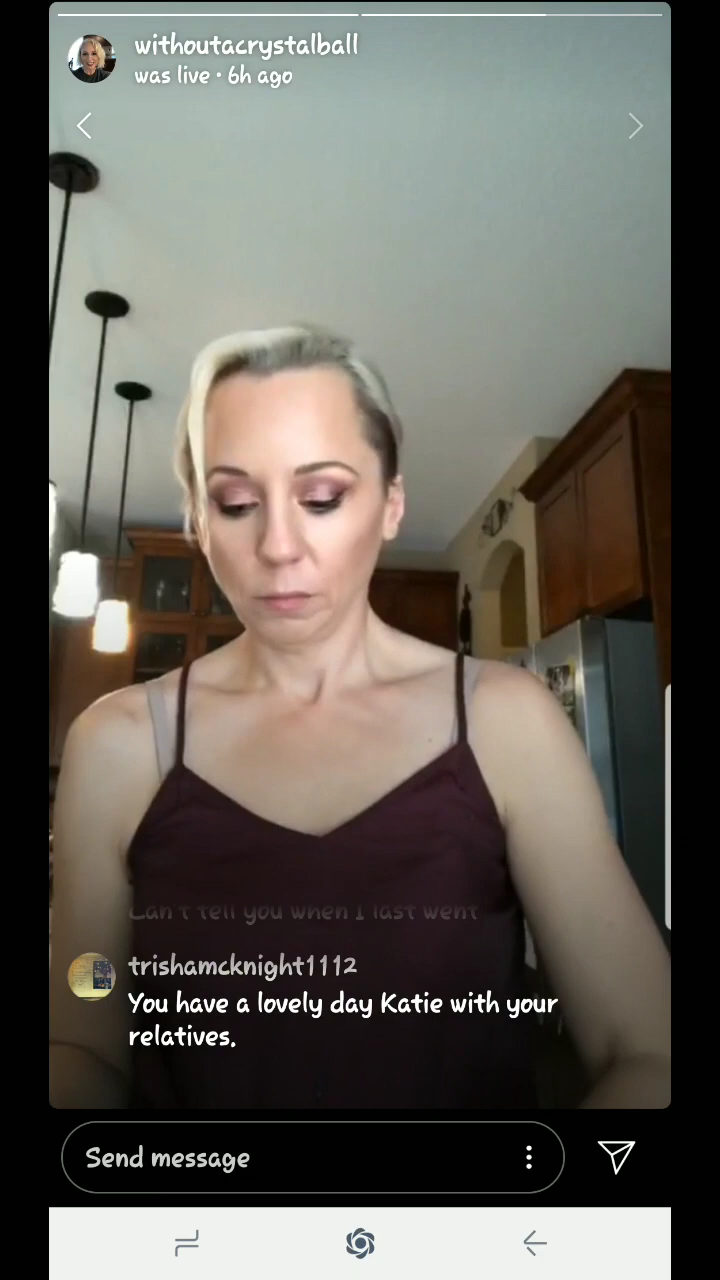 withoutacrystalball
was live • 6h ago
Can't tell you when I last went
trishamcknight1112
You have a lovely day Katie with your
relatives.
Send message